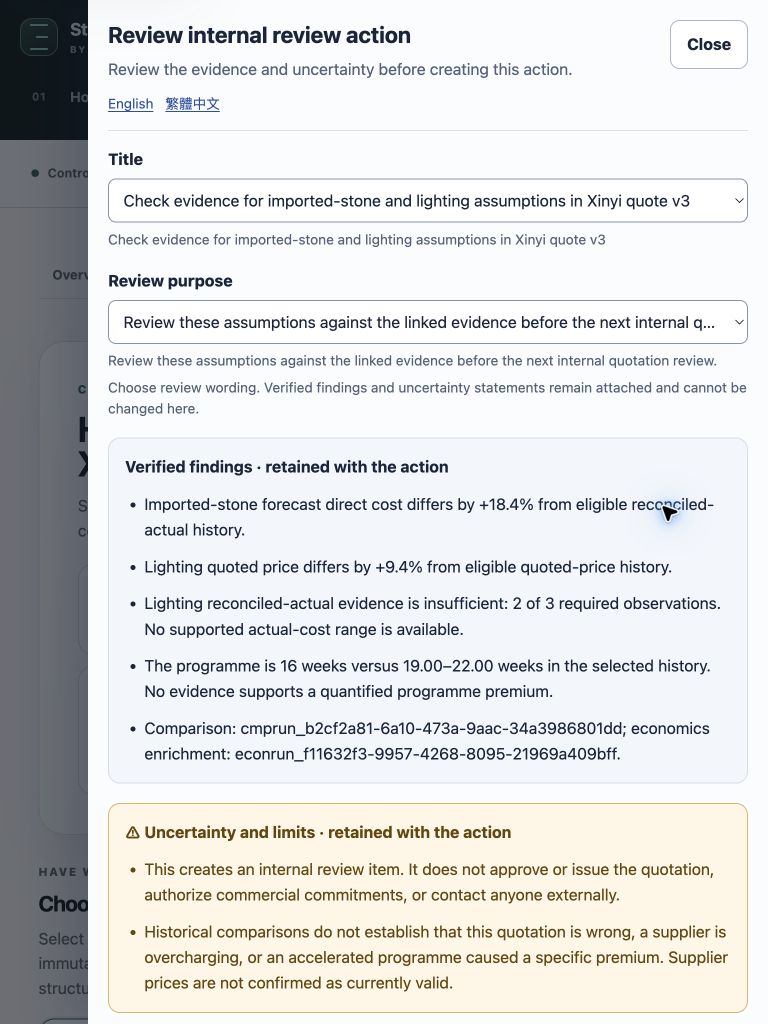 Review internal review action
Close
Review the evidence and uncertainty before creating this action.
English 繁體中文
St
BY
01 Ho
Contro
Overv
Title
Check evidence for imported-stone and lighting assumptions in Xinyi quote v3
Check evidence for imported-stone and lighting assumptions in Xinyi quote v3
Review purpose
Review these assumptions against the linked evidence before the next internal q...
Review these assumptions against the linked evidence before the next internal quotation review.
Choose review wording. Verified findings and uncertainty statements remain attached and cannot be
changed here.
Verified findings · retained with the action
• Imported-stone forecast direct cost differs by +18.4% from eligible reconciled-
actual history.
• Lighting quoted price differs by +9.4% from eligible quoted-price history.
• Lighting reconciled-actual evidence is insufficient: 2 of 3 required observations.
No supported actual-cost range is available.
• The programme is 16 weeks versus 19.00–22.00 weeks in the selected history.
No evidence supports a quantified programme premium.
• Comparison: cmprun_b2cf2a81-6a10-473a-9aac-34a3986801dd; economics
enrichment: econrun_f11632f3-9957-4268-8095-21969a409bff.
⚠ Uncertainty and limits · retained with the action
• This creates an internal review item. It does not approve or issue the quotation,
authorize commercial commitments, or contact anyone externally.
• Historical comparisons do not establish that this quotation is wrong, a supplier is
overcharging, or an accelerated programme caused a specific premium. Supplier
prices are not confirmed as currently valid.
HAVE W
Choo
Select
immuta
structu